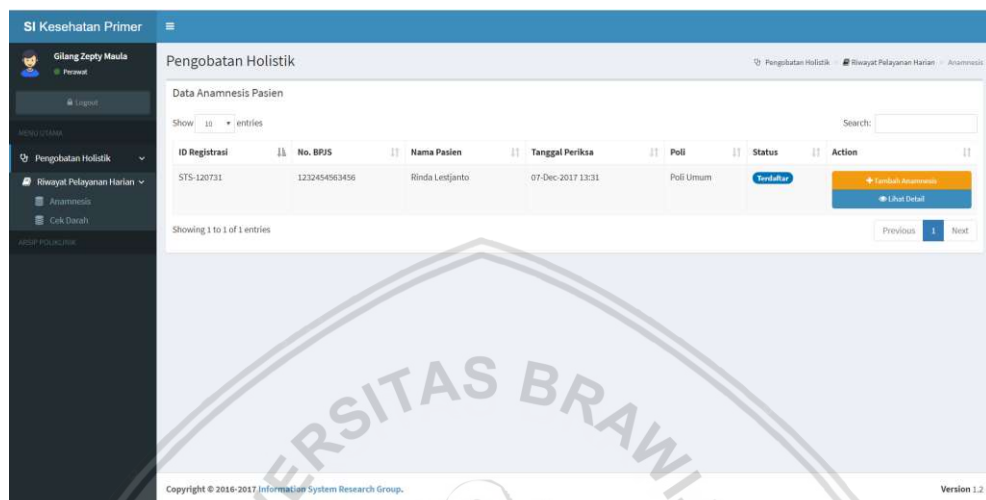 SI Kesehatan Primer
Gilang Zepty Maula
Perawat
Logout
MENU UTAMA
Pengobatan Holistik
Riwayat Pelayanan Harian
Anamnesis
Cek Darah
ARSIP POLIKLINIK
Pengobatan Holistik
Pengobatan Holistik > Riwayat Pelayanan Harian > Anamnesis
Data Anamnesis Pasien
Show 10 entries
Search:
ID Registrasi No. BPJS Nama Pasien Tanggal Periksa Poli Status Action
STS-120731 1232454563456 Rinda Lestjanto 07-Dec-2017 13:31 Poli Umum Terdaftar Tambah Anamnesis
Lihat Detail
Showing 1 to 1 of 1 entries
Previous 1 Next
ERSITAS BRAWI
Copyright © 2016-2017 Information System Research Group.
Version 1.2